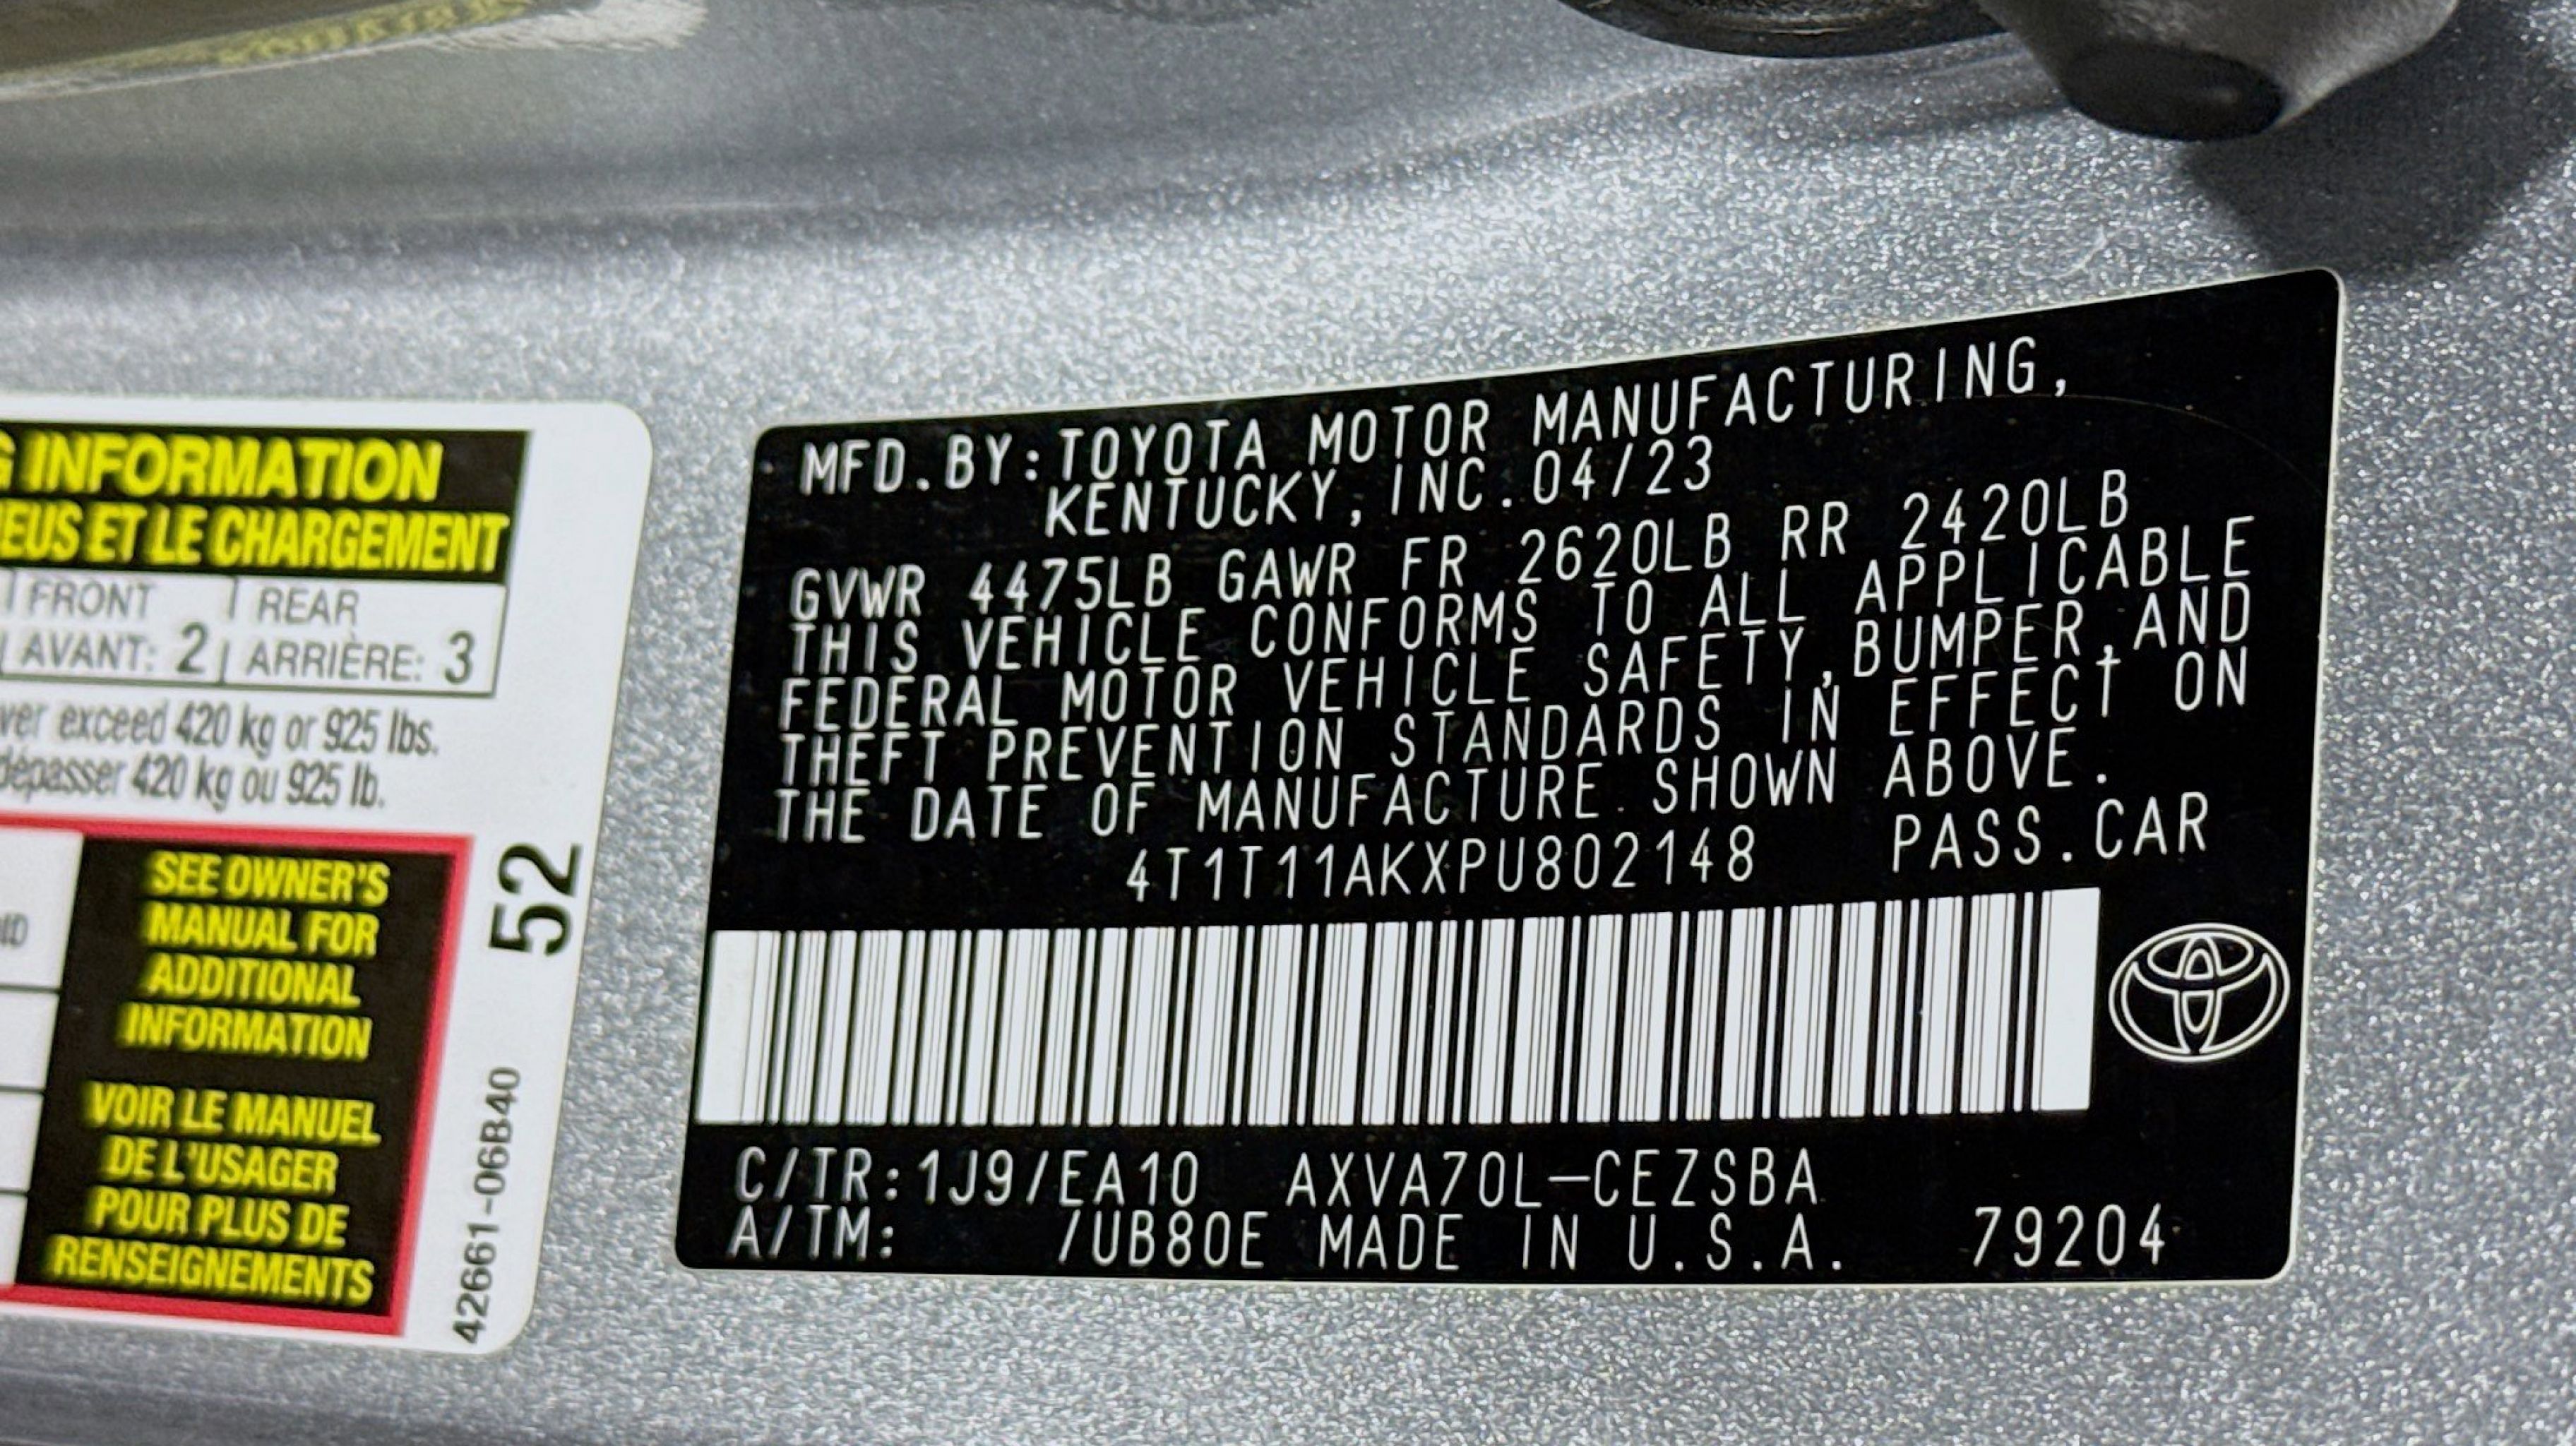 G INFORMATION
EUS ET LE CHARGEMENT
FRONT REAR
AVANT: 2 ARRIÈRE: 3
ver exceed 420 kg or 925 lbs.
dépasser 420 kg ou 925 lb.
SEE OWNER'S
MANUAL FOR
ADDITIONAL
INFORMATION
VOIR LE MANUEL
DE L'USAGER
POUR PLUS DE
RENSEIGNEMENTS
52
42661-06B40
MFD.BY:TOYOTA MOTOR MANUFACTURING,
KENTUCKY, INC.04/23
GVWR 4475LB GAWR FR 2620LB RR 2420LB
THIS VEHICLE CONFORMS TO ALL APPLICABLE
FEDERAL MOTOR VEHICLE SAFETY,BUMPER,AND
THEFT PREVENTION STANDARDS IN EFFECT ON
THE DATE OF MANUFACTURE SHOWN ABOVE.
4T1T11AKXPU802148 PASS.CAR
C/TR:1J9/EA10 AXVA70L-CEZSBA
A/TM: /UB80E MADE IN U.S.A. 79204